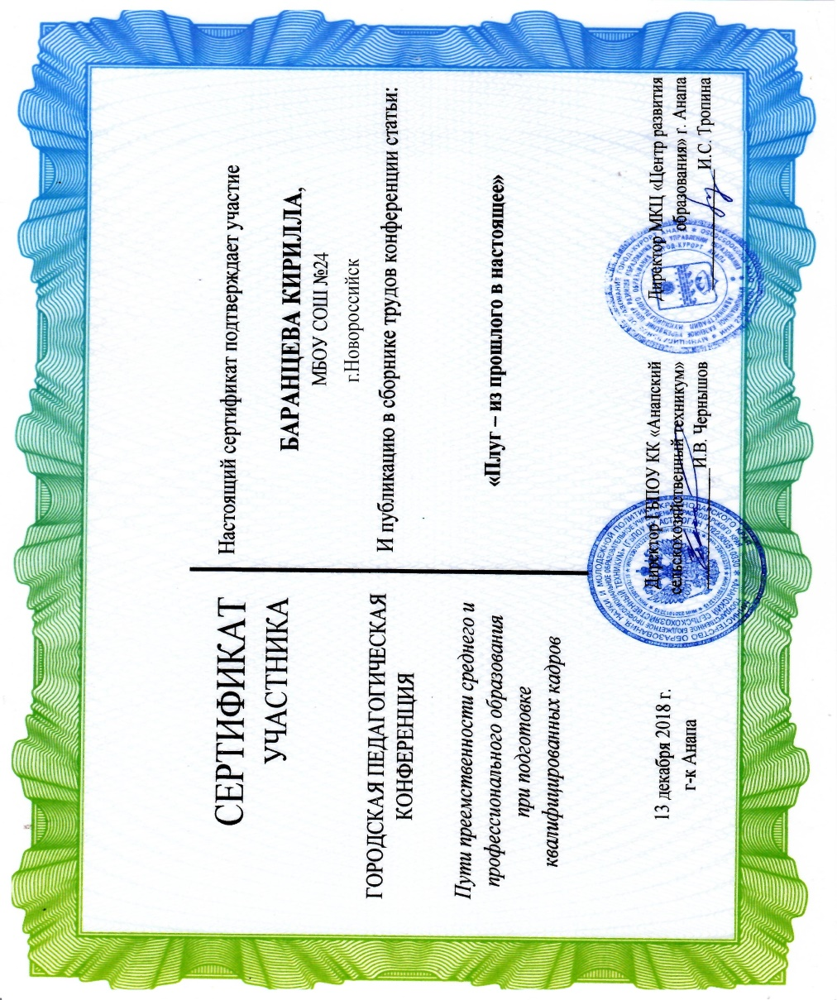 СЕРТИФИКАТ
УЧАСТНИКА
ГОРОДСКАЯ ПЕДАГОГИЧЕСКАЯ
КОНФЕРЕНЦИЯ
Пути преемственности среднего и
профессионального образования
при подготовке
квалифицированных кадров
13 декабря 2018 г.
г-к Анапа
Настоящий сертификат подтверждает участие
БАРАНЦЕВА КИРИЛЛА,
МБОУ СОШ №24
г.Новороссийск
И публикацию в сборнике трудов конференции статьи:
«Плуг – из прошлого в настоящее»
Директор ГБПОУ КК «Анапский
сельскохозяйственный техникум»
И.В. Чернышов
Директор МКЦ «Центр развития
образования» г. Анапа
И.С. Тропина